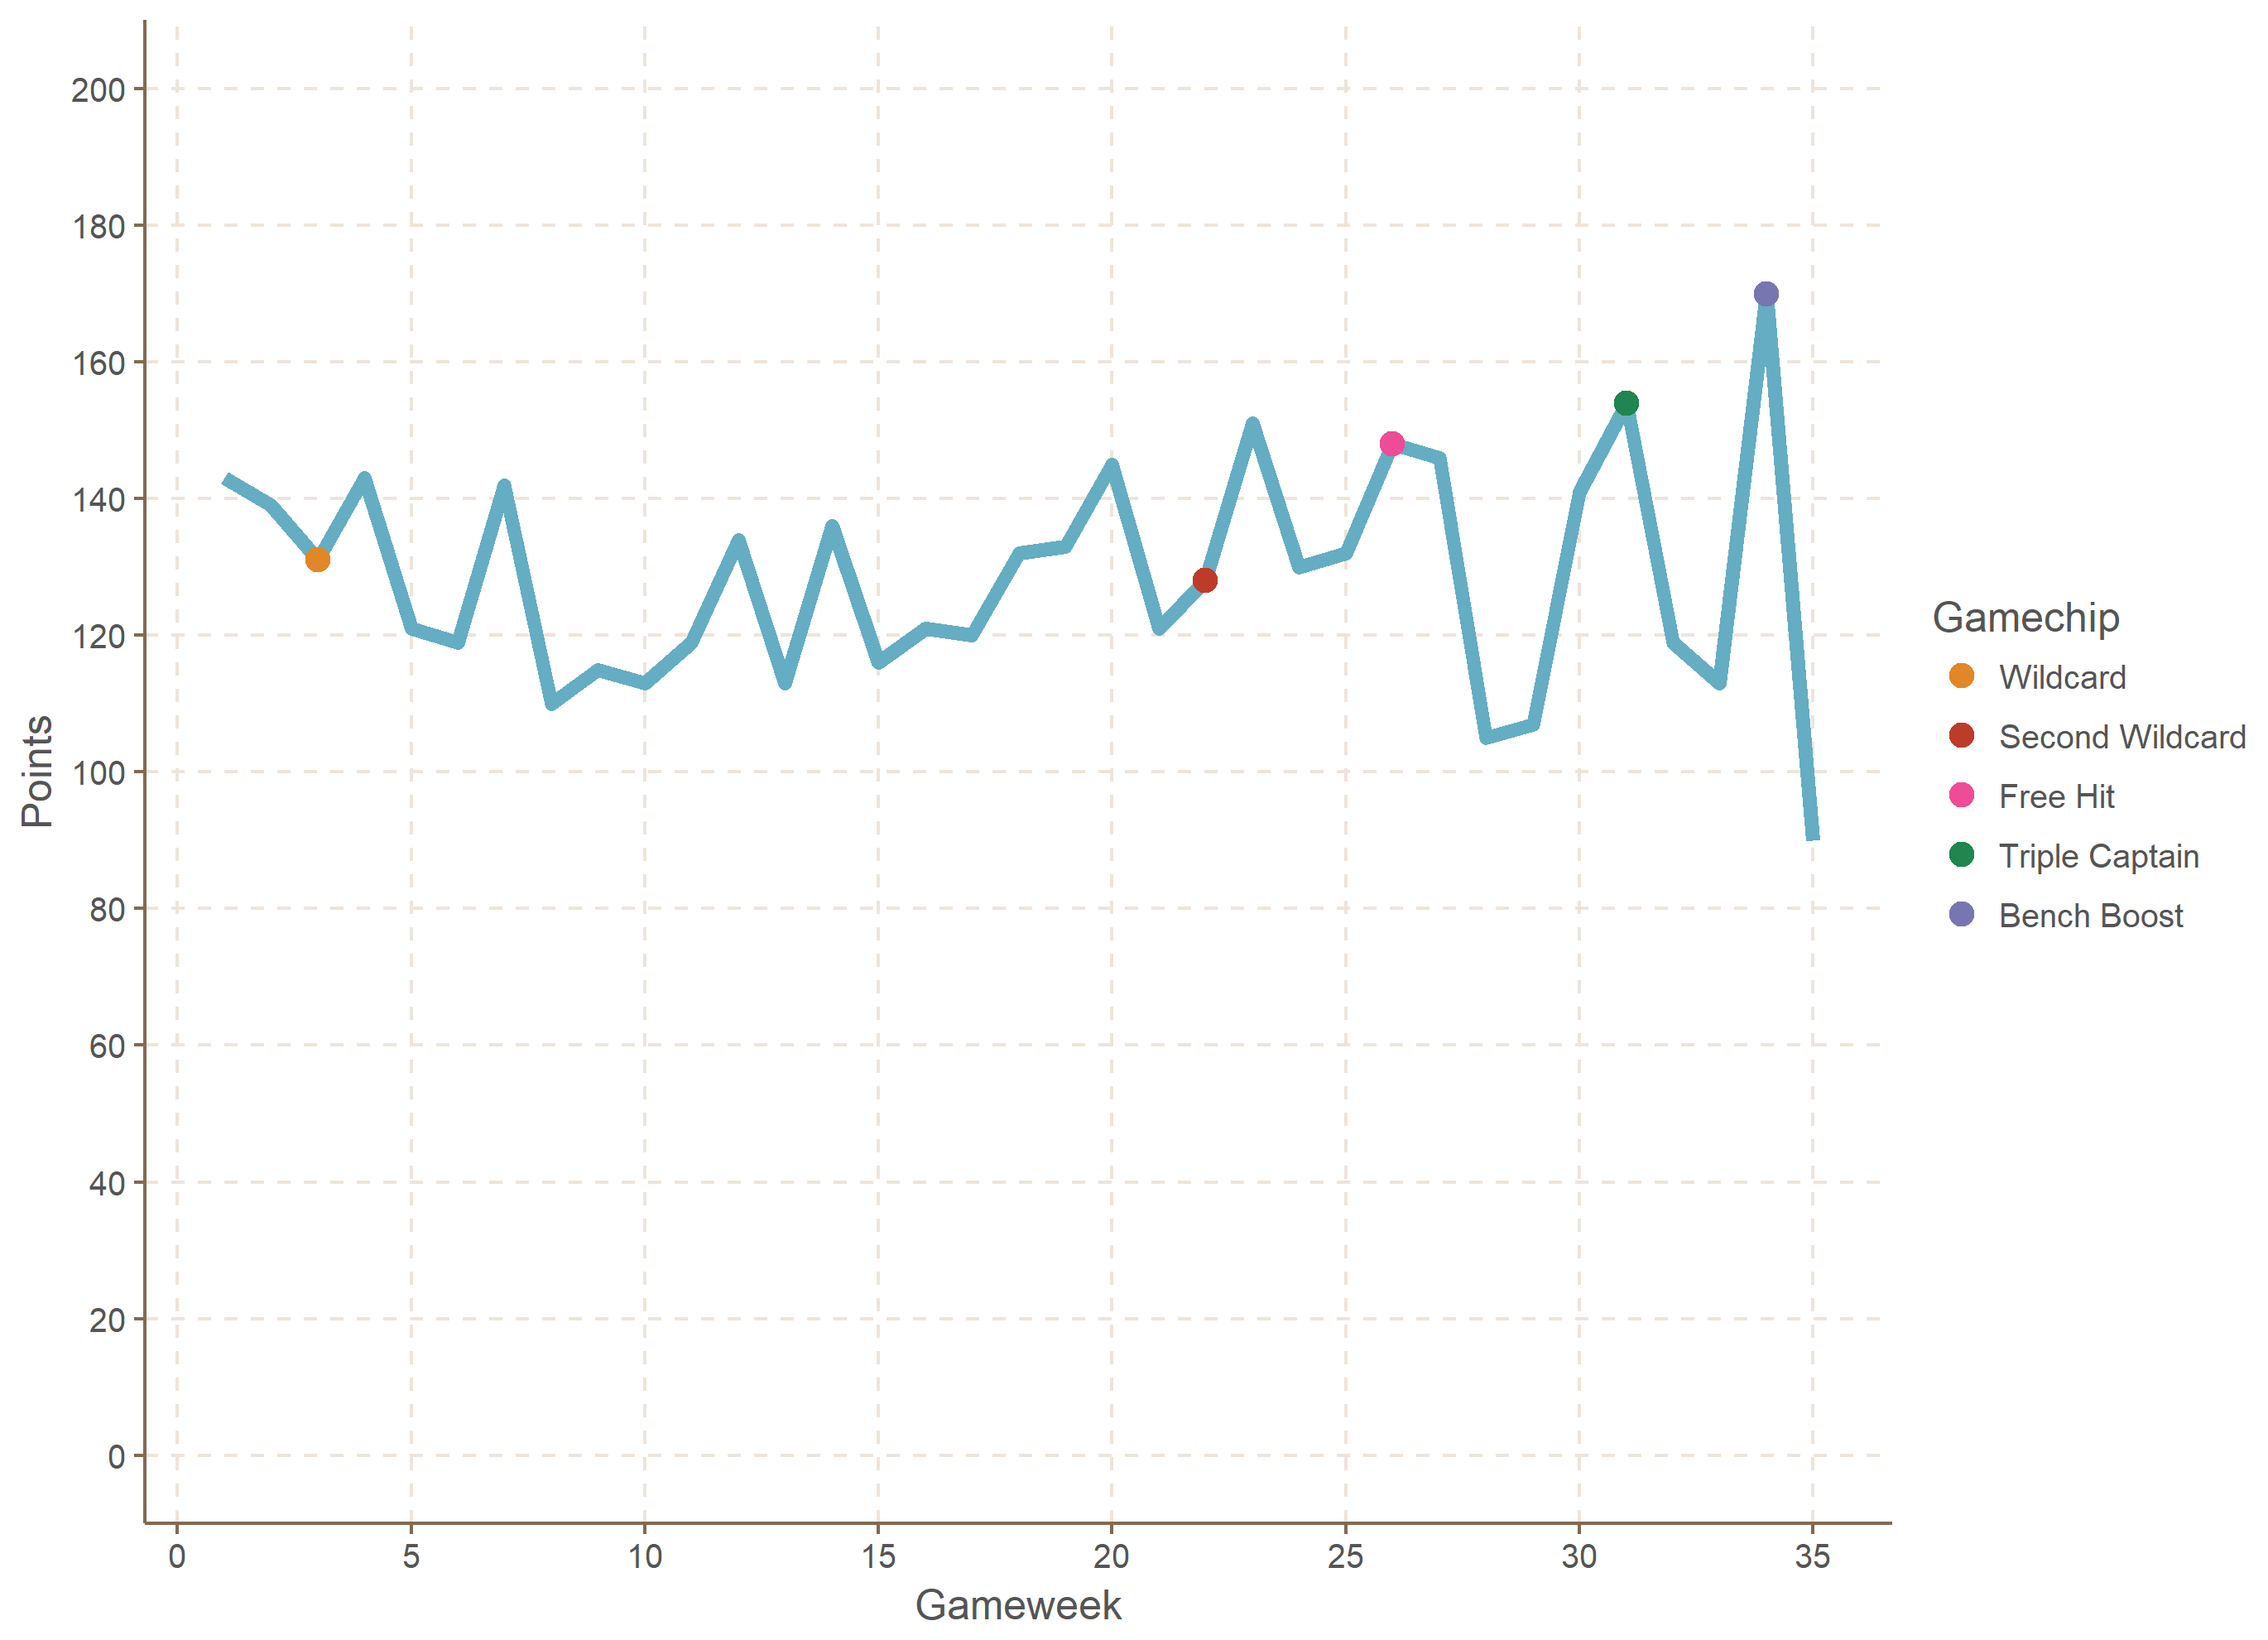 200
180
160
140
120
100
80
60
40
20
0
Points
0 5 10 15 20 25 30 35
Gameweek
Gamechip
Wildcard
Second Wildcard
Free Hit
Triple Captain
Bench Boost